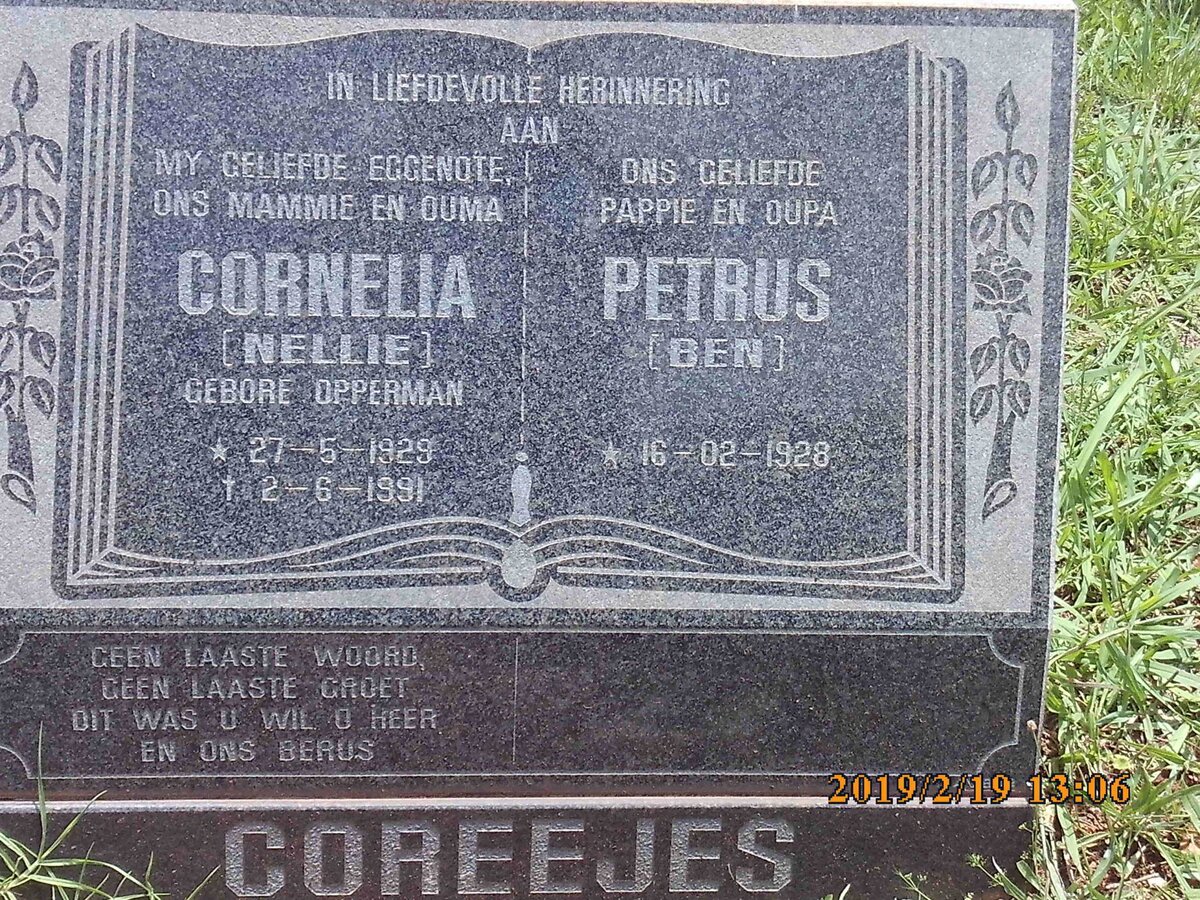 IN LIEFDEVOLLE HERINNERING
AAN
MY GELIEFDE EGGENOTE,
ONS MAMMIE EN OUMA
CORNELIA
[NELLIE]
GEBORE OPPERMAN
★ 27-5-1929
† 2-6-1991
ONS GELIEFDE
PAPPIE EN OUPA
PETRUS
[BEN]
★ 16-02-1928
GEEN LAASTE WOORD,
GEEN LAASTE GROET
DIT WAS U WIL O HEER
EN ONS BERUS
2019/2/19 13:06
COREEJES